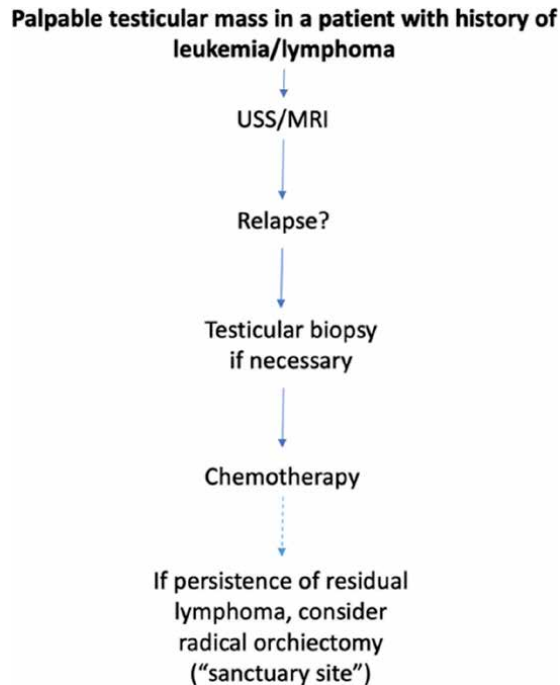 Palpable testicular mass in a patient with history of
leukemia/lymphoma
USS/MRI
Relapse?
Testicular biopsy
if necessary
Chemotherapy
If persistence of residual
lymphoma, consider
radical orchiectomy
("sanctuary site")